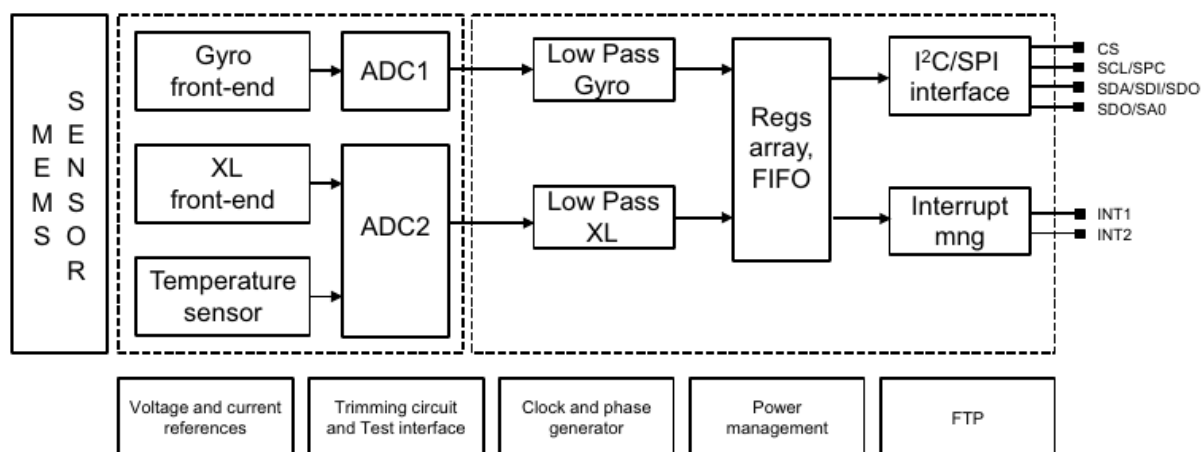 MEMS
SENSOR
Gyro
front-end
ADC1
XL
front-end
ADC2
Temperature
sensor
Low Pass
Gyro
Low Pass
XL
Regs
array,
FIFO
I²C/SPI
interface
Interrupt
mng
CS
SCL/SPC
SDA/SDI/SDO
SDO/SA0
INT1
INT2
Voltage and current
references
Trimming circuit
and Test interface
Clock and phase
generator
Power
management
FTP